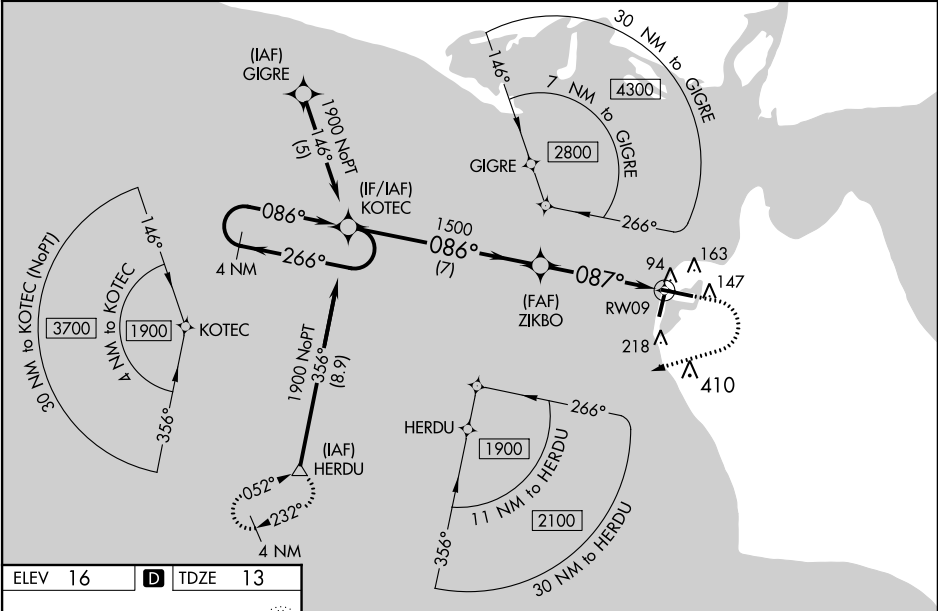 (IAF)
GIGRE
1900 NoPT
146°
(5)
30 NM to GIGRE
146°
4300
7 NM to GIGRE
2800
GIGRE
266°
(IF/IAF)
KOTEC
086°
266°
4 NM
1500
086°
(7)
(FAF)
ZIKBO
087°
RW09
94
163
147
218
410
30 NM to KOTEC (NoPT)
146°
3700
4 NM to KOTEC
1900
KOTEC
356°
1900 NoPT
356°
(8.9)
(IAF)
HERDU
052°
232°
4 NM
266°
HERDU
1900
11 NM to HERDU
2100
356°
30 NM to HERDU
ELEV 16 D TDZE 13